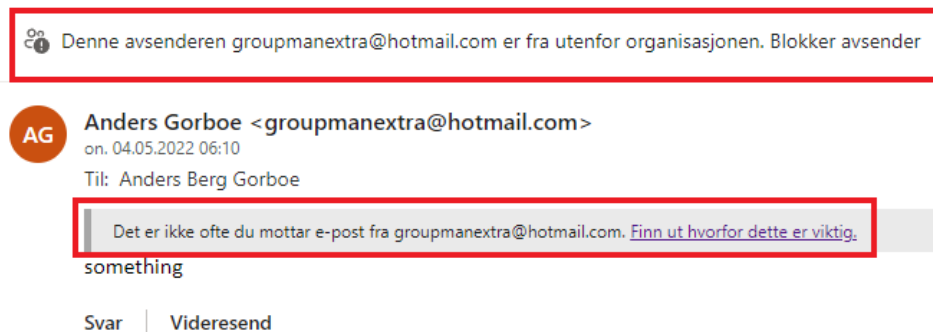 Denne avsenderen groupmanextra@hotmail.com er fra utenfor organisasjonen. Blokker avsender
AG
Anders Gorboe <groupmanextra@hotmail.com>
on. 04.05.2022 06:10
Til: Anders Berg Gorboe
Det er ikke ofte du mottar e-post fra groupmanextra@hotmail.com. Finn ut hvorfor dette er viktig.
something
Svar Videresend